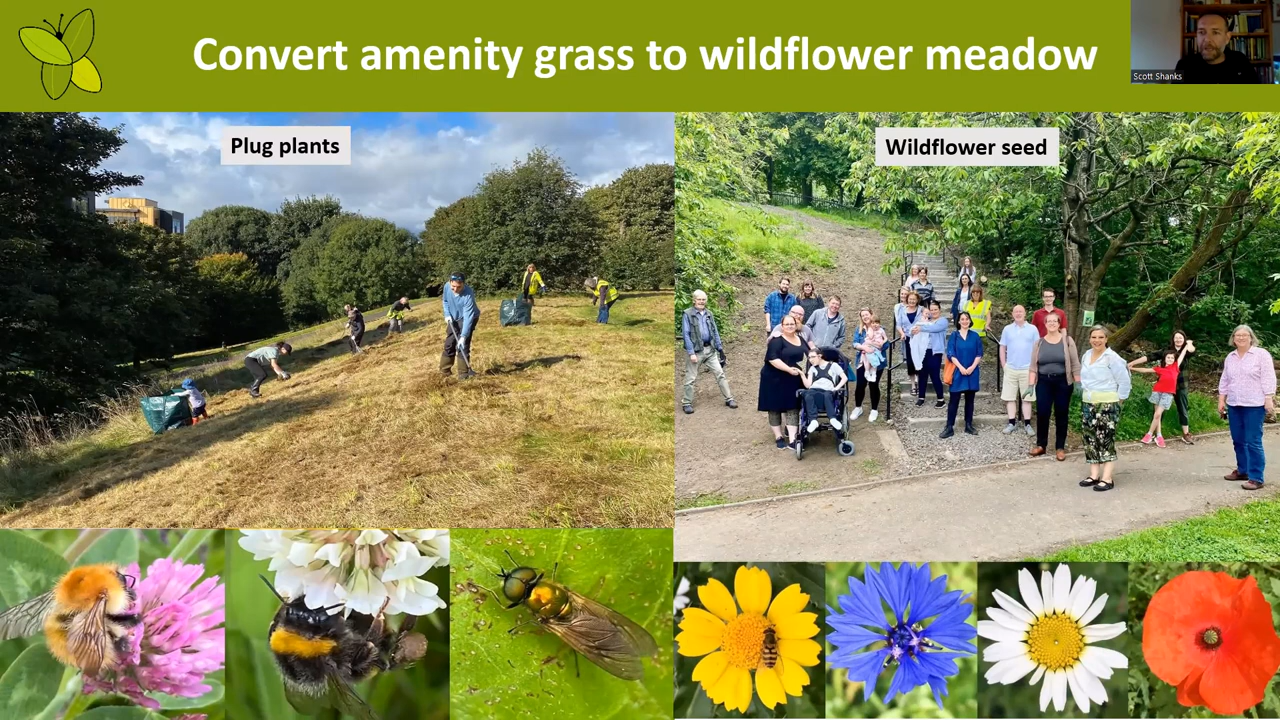 Convert amenity grass to wildflower meadow
Scott Shanks
Plug plants
Wildflower seed